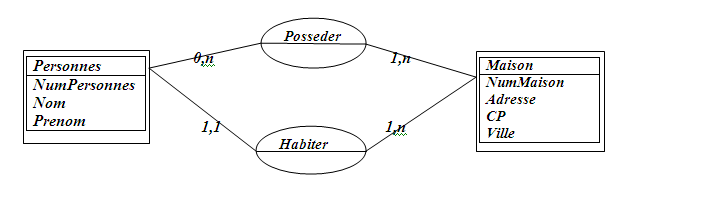 Posseder
0,n
1,n
Personnes
NumPersonnes
Nom
Prenom
Maison
NumMaison
Adresse
CP
Ville
1,1
1,n
Habiter